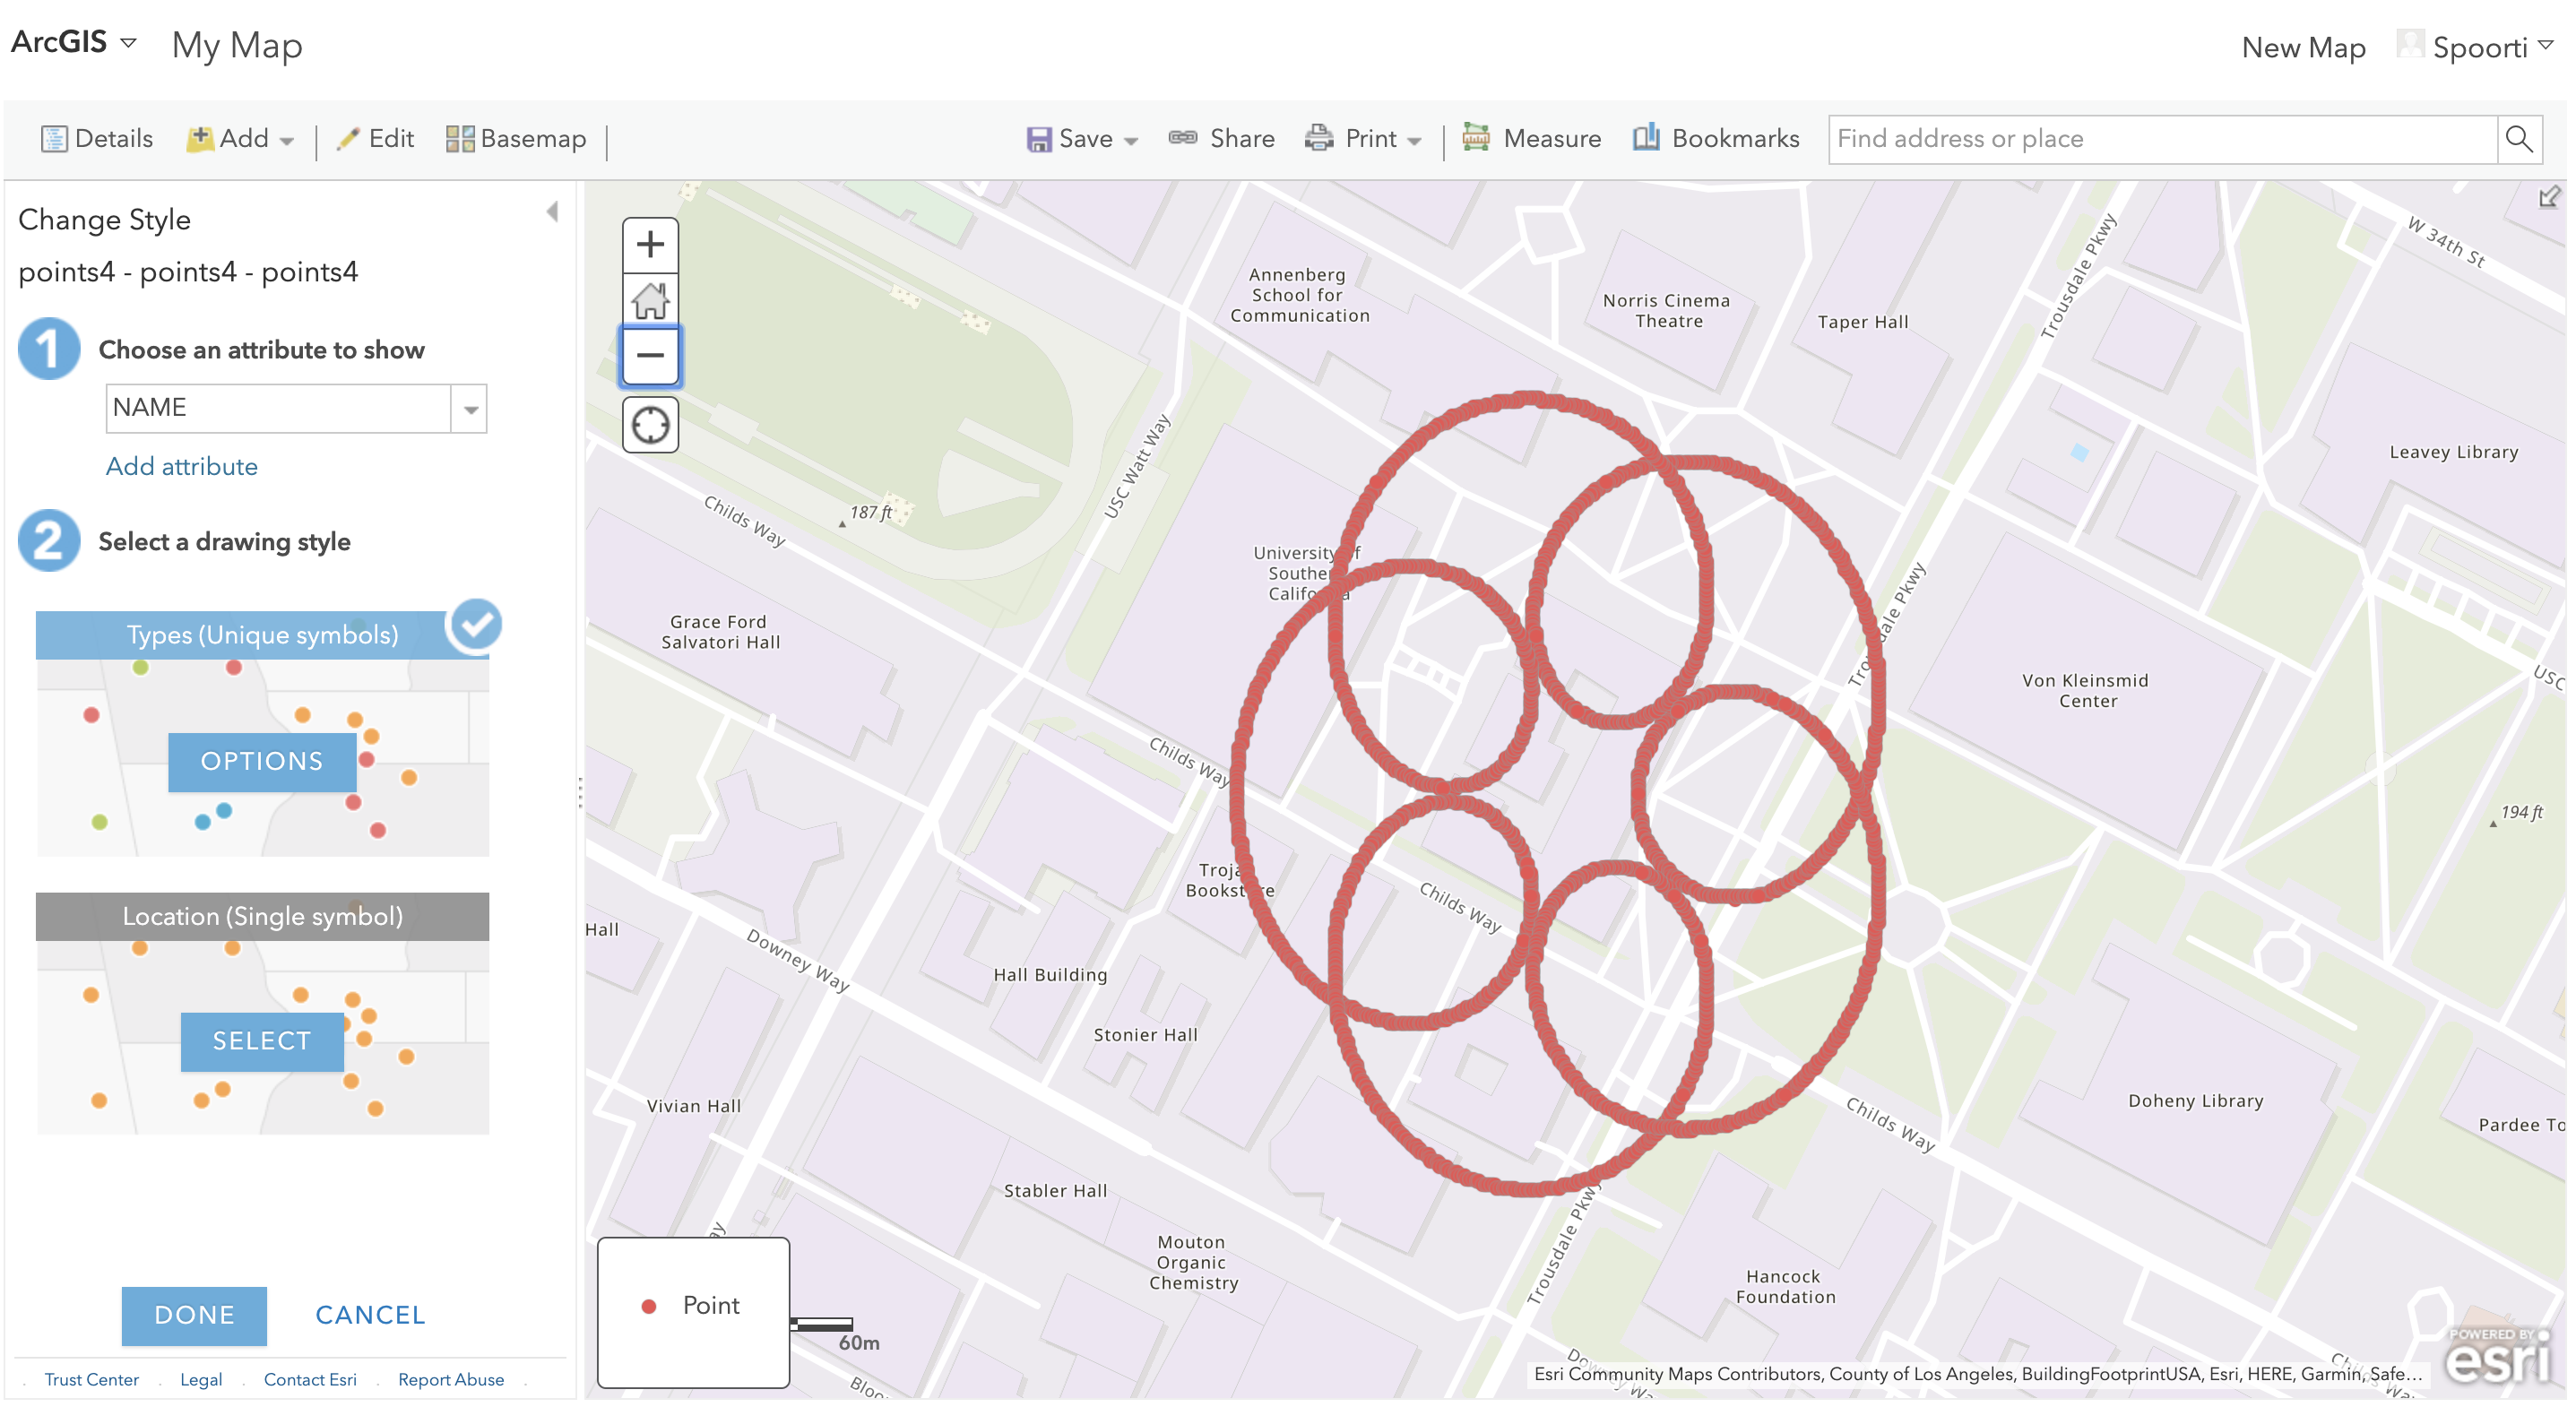 ArcGIS My Map New Map Spoorti
Details Add Edit Basemap Save Share Print Measure Bookmarks Find address or place
Change Style
points4 - points4 - points4
1 Choose an attribute to show
NAME
Add attribute
2 Select a drawing style
Types (Unique symbols)
OPTIONS
Location (Single symbol)
SELECT
DONE CANCEL
Trust Center Legal Contact Esri Report Abuse
W 34th St
Trousdale Pkwy
Annenberg
School for
Communication
Norris Cinema
Theatre
Taper Hall
Leavey Library
USC Watt Way
Childs Way
187 ft
University of
Southe
California
Trousdale Pkwy
Grace Ford
Salvatori Hall
Von Kleinsmid
Center
USC
Childs Way
194 ft
Troja
Bookstore
Childs Way
Hall
Downey Way
Hall Building
Stonier Hall
Vivian Hall
Childs Way
Doheny Library
Pardee To
Stabler Hall
Trousdale Pkwy
ay
Mouton
Organic
Chemistry
Hancock
Foundation
Point
60m
Bloo
Esri Community Maps Contributors, County of Los Angeles, BuildingFootprintUSA, Esri, HERE, Garmin, Safe...
POWERED BY
esri